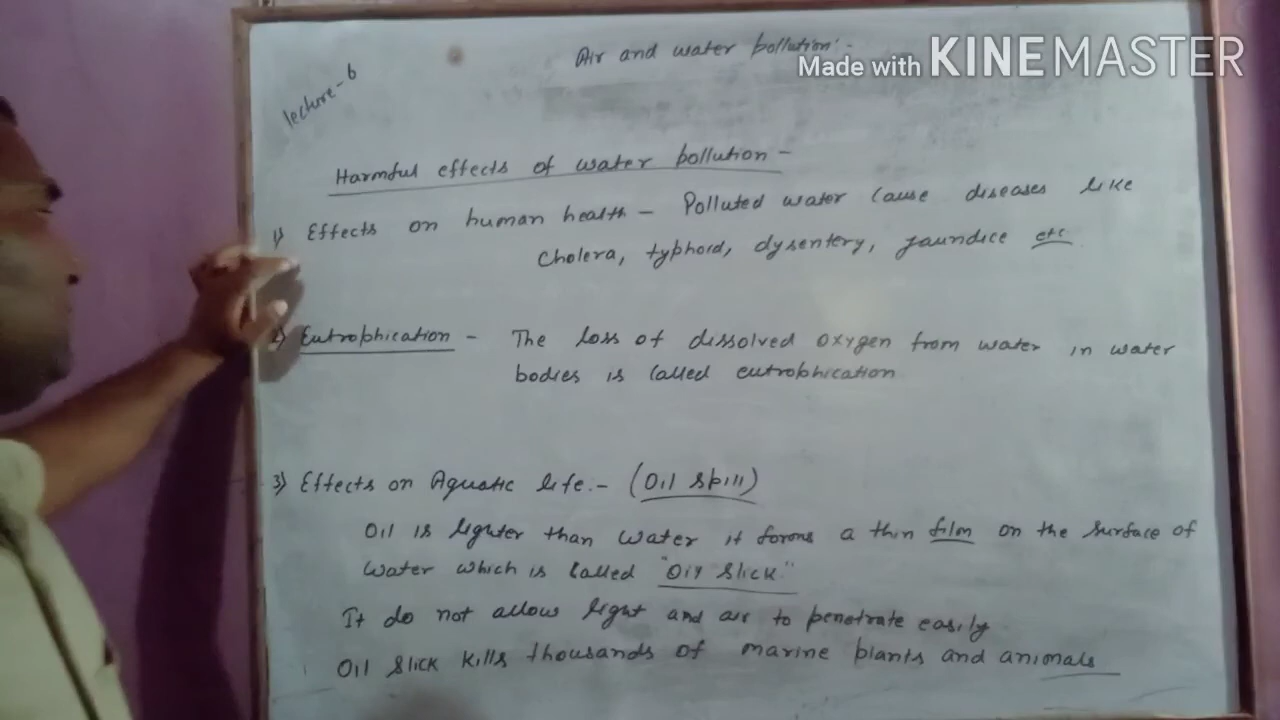 Air and water pollution:-
Made with KINEMASTER
lecture-6
Harmful effects of water pollution -
1) Effects on human health - Polluted water cause diseases like
Cholera, typhoid, dysentery, jaundice etc
2) Eutrophication - The loss of dissolved oxygen from water in water
bodies is called eutrophication
3) Effects on Aquatic life:- (Oil spill)
Oil is lighter than water it forms a thin film on the surface of
water which is called "Oil slick"
It do not allow light and air to penetrate easily
Oil slick kills thousands of marine plants and animals